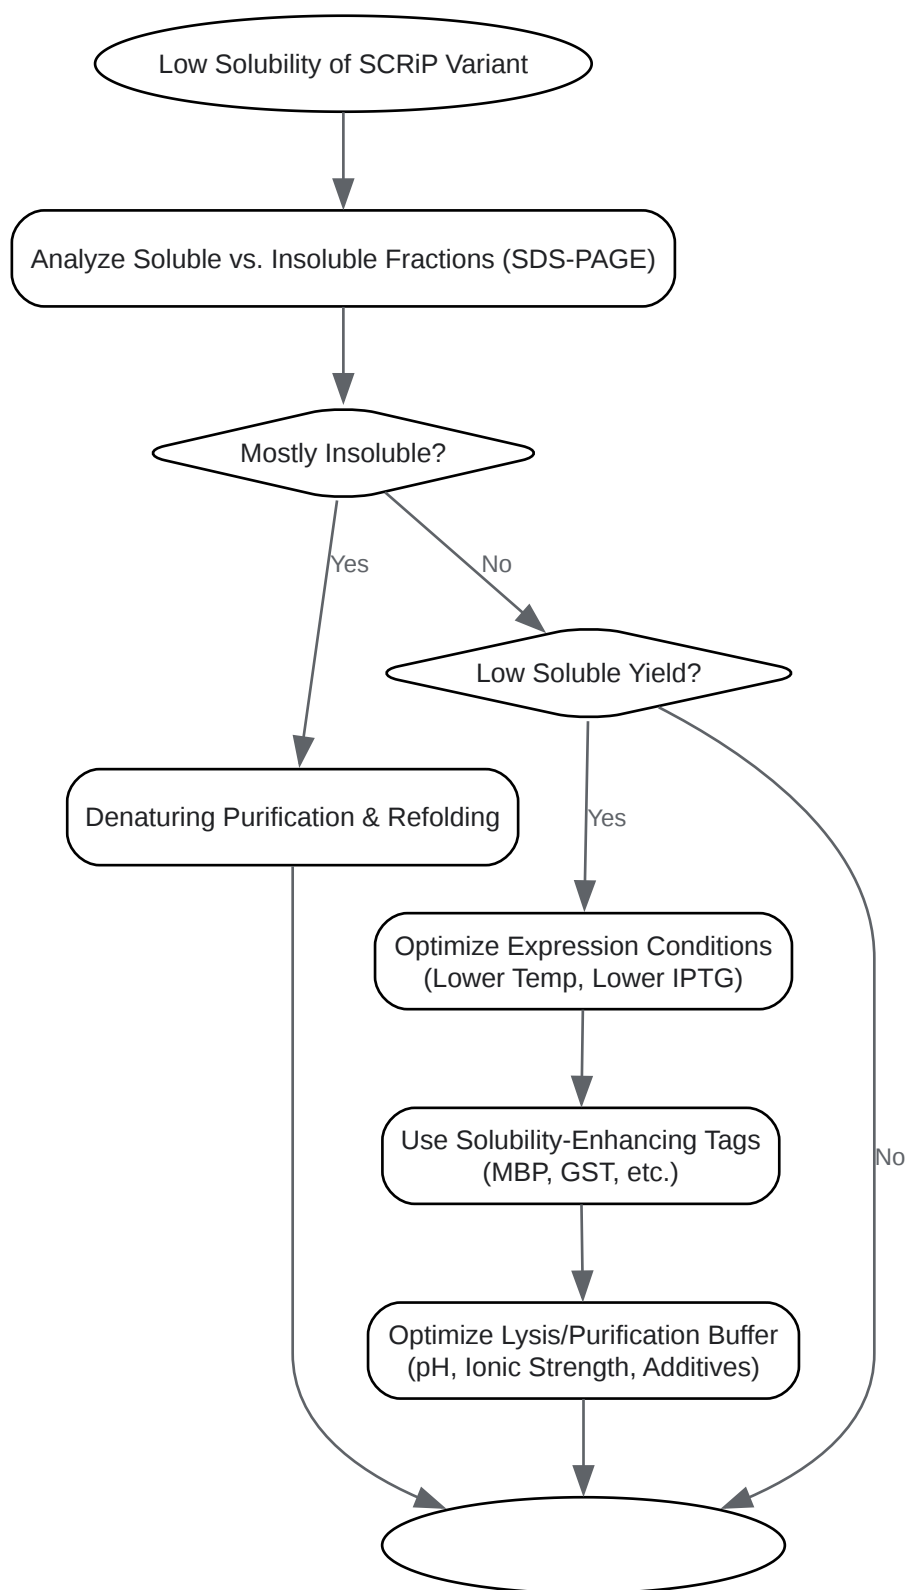 Low Solubility of SCRiP Variant
Analyze Soluble vs. Insoluble Fractions (SDS-PAGE)
Mostly Insoluble?
Yes
No
Low Soluble Yield?
Denaturing Purification & Refolding
Yes
Optimize Expression Conditions
(Lower Temp, Lower IPTG)
Use Solubility-Enhancing Tags
(MBP, GST, etc.)
No
Optimize Lysis/Purification Buffer
(pH, Ionic Strength, Additives)